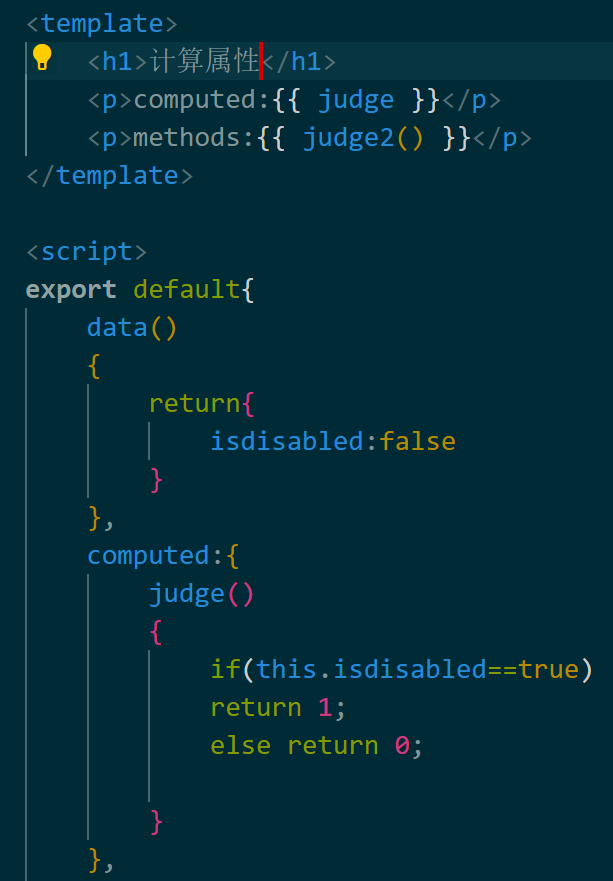 <template>
<h1>计算属性</h1>
<p>computed:{{ judge }}</p>
<p>methods:{{ judge2() }}</p>
</template>
<script>
export default{
data()
{
return{
isdisabled:false
}
},
computed:{
judge()
{
if(this.isdisabled==true)
return 1;
else return 0;
}
},